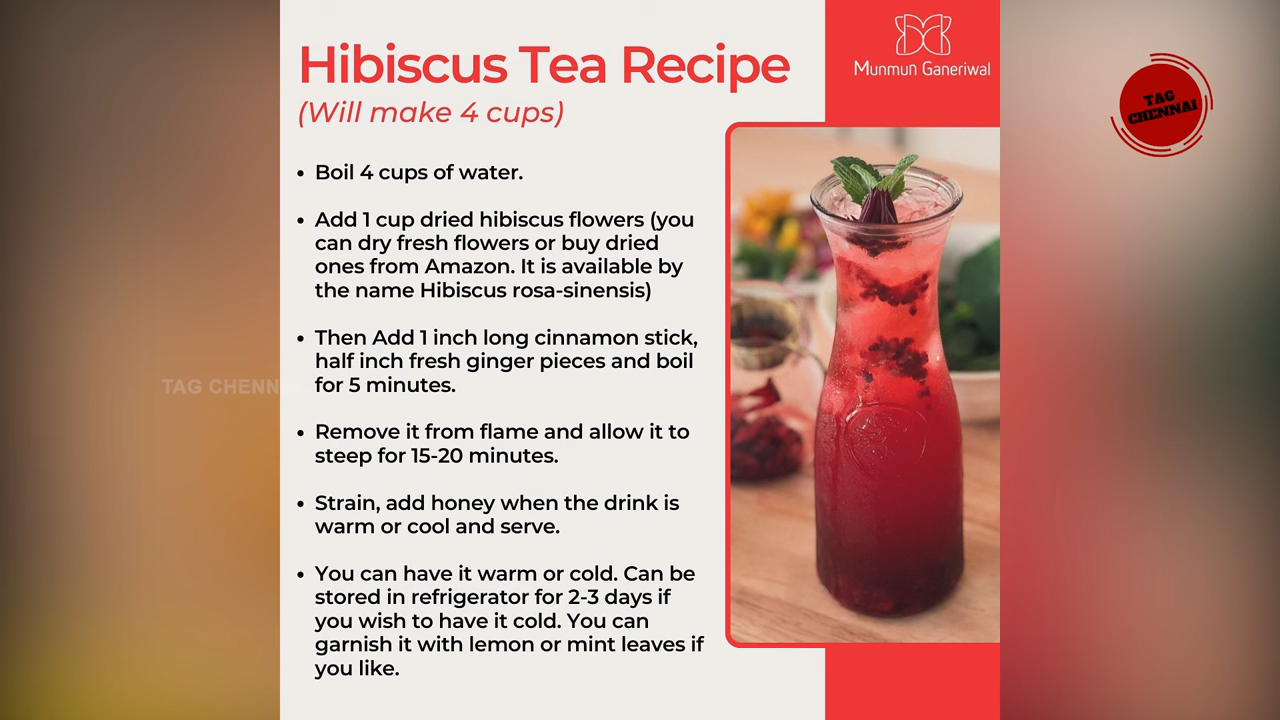 Hibiscus Tea Recipe
(Will make 4 cups)
Munmun Ganeriwal
TAG
CHENNAI
• Boil 4 cups of water.
• Add 1 cup dried hibiscus flowers (you
can dry fresh flowers or buy dried
ones from Amazon. It is available by
the name Hibiscus rosa-sinensis)
• Then Add 1 inch long cinnamon stick,
half inch fresh ginger pieces and boil
for 5 minutes.
TAG CHENN
• Remove it from flame and allow it to
steep for 15-20 minutes.
• Strain, add honey when the drink is
warm or cool and serve.
• You can have it warm or cold. Can be
stored in refrigerator for 2-3 days if
you wish to have it cold. You can
garnish it with lemon or mint leaves if
you like.